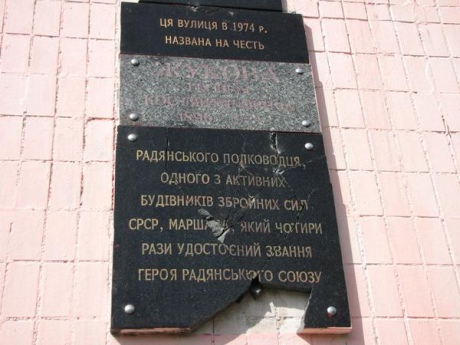 ЦЯ ВУЛИЦЯ В 1974 Р.
НАЗВАНА НА ЧЕСТЬ
ЖУКОВА
РАДЯНСЬКОГО ПОЛКОВОДЦЯ,
ОДНОГО З АКТИВНИХ
БУДІВНИКІВ ЗБРОЙНИХ СИЛ
СРСР, ЯКИЙ ЧОТИРИ
РАЗИ УДОСТОЄНИЙ ЗВАННЯ
ГЕРОЯ РАДЯНСЬКОГО СОЮЗУ